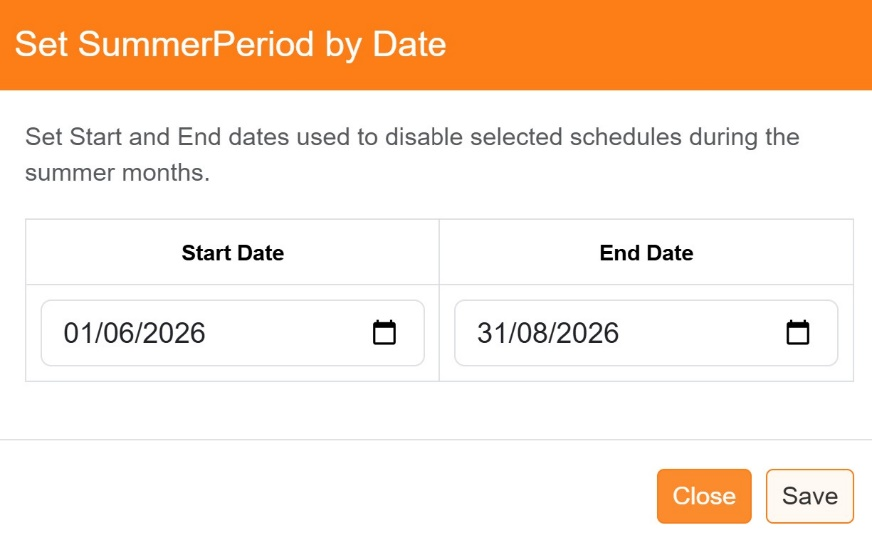 Set SummerPeriod by Date
Set Start and End dates used to disable selected schedules during the
summer months.
Start Date
End Date
01/06/2026
31/08/2026
Close
Save